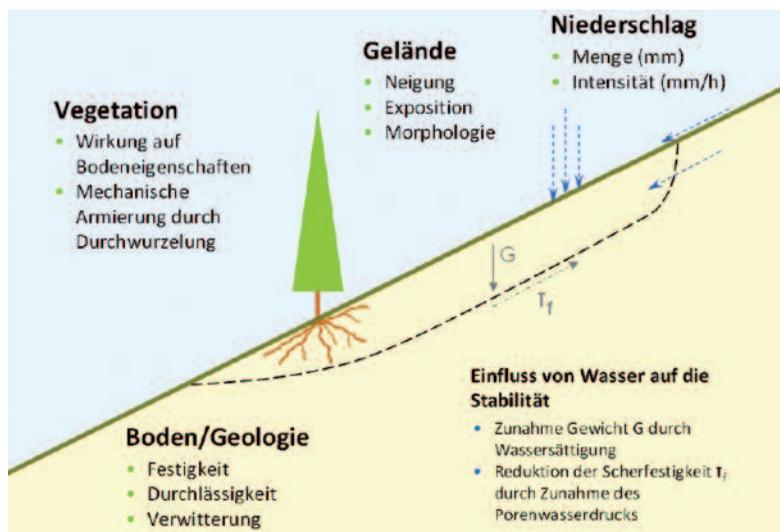 Niederschlag
Menge (mm)
Intensität (mm/h)
Gelände
Neigung
Exposition
Morphologie
Vegetation
Wirkung auf
Bodeneigenschaften
Mechanische
Armierung durch
Durchwurzelung
G
τf
Einfluss von Wasser auf die
Stabilität
Zunahme Gewicht G durch
Wassersättigung
Reduktion der Scherfestigkeit τf
durch Zunahme des
Porenwasserdrucks
Boden/Geologie
Festigkeit
Durchlässigkeit
Verwitterung